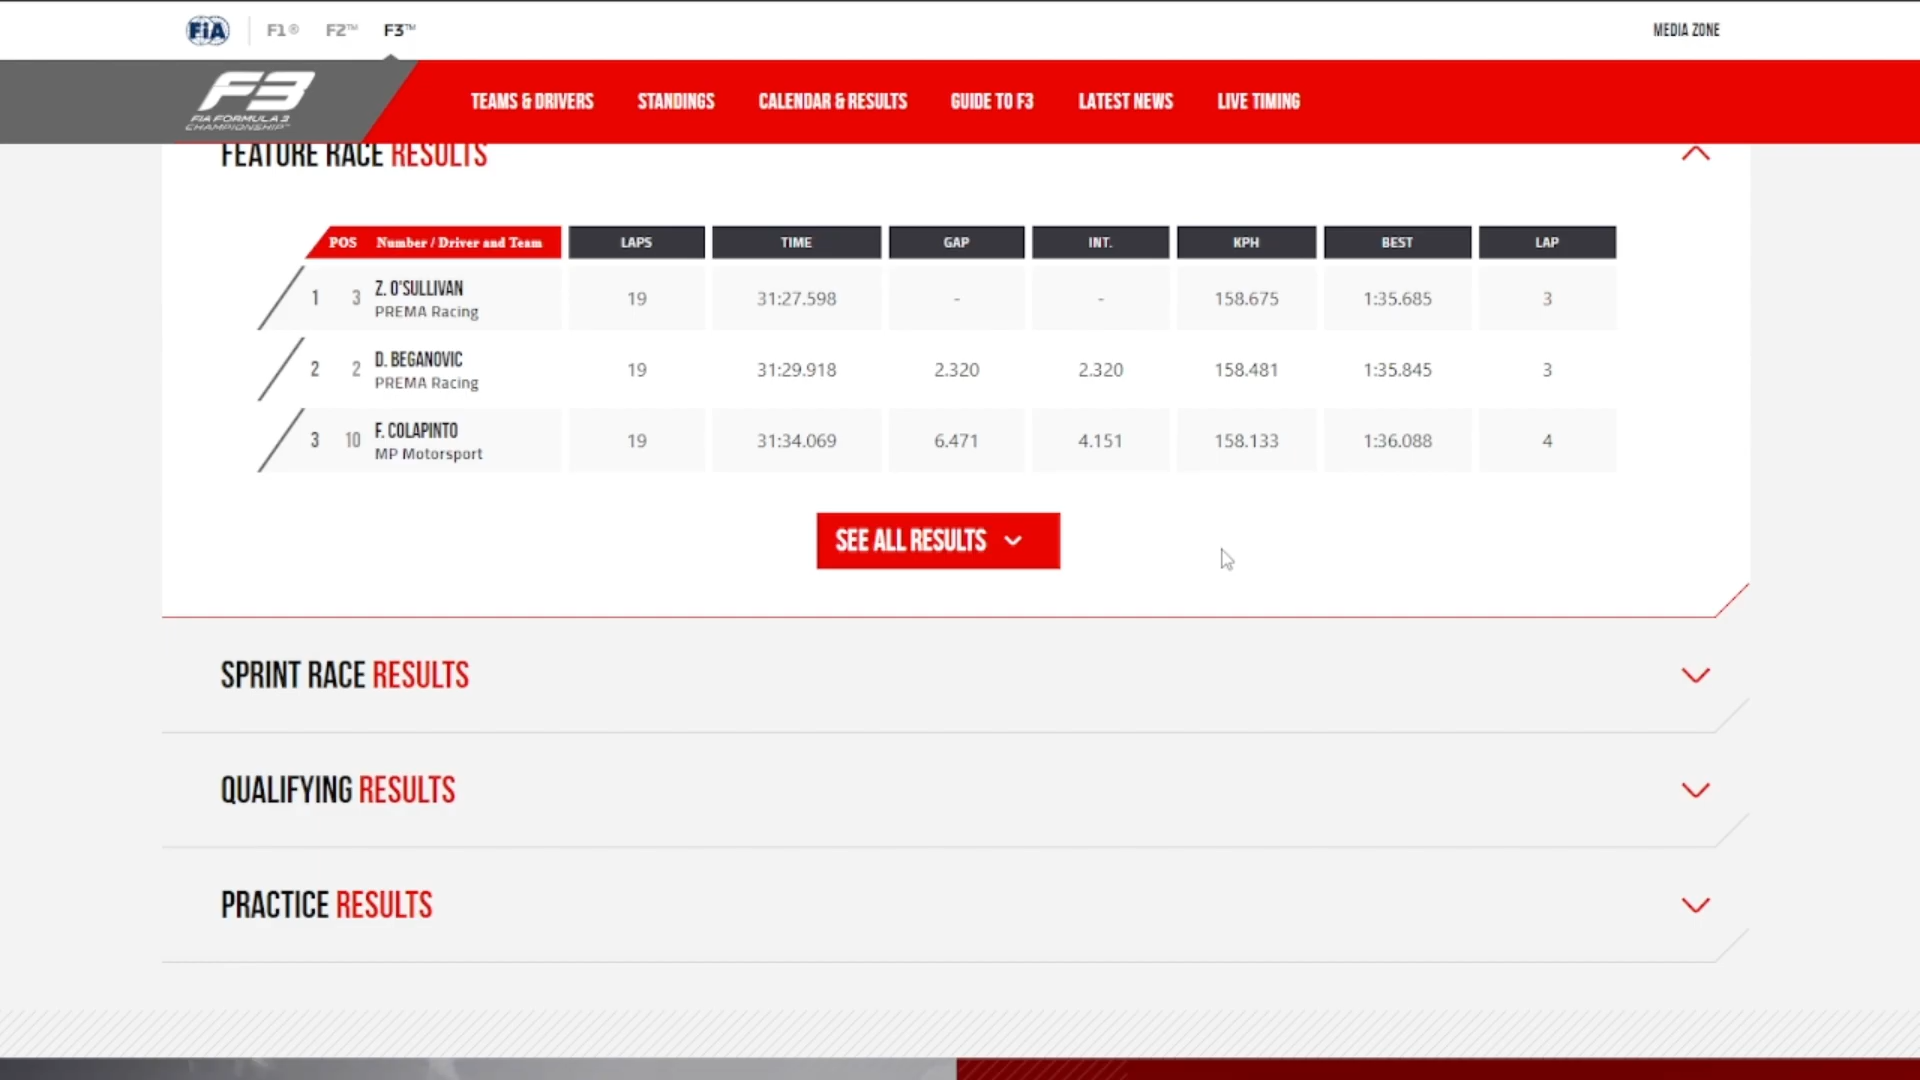 FIA F1® F2™ F3™ MEDIA ZONE
F3
FIA FORMULA 3
CHAMPIONSHIP™
TEAMS & DRIVERS STANDINGS CALENDAR & RESULTS GUIDE TO F3 LATEST NEWS LIVE TIMING
FEATURE RACE RESULTS
POS Number / Driver and Team LAPS TIME GAP INT. KPH BEST LAP
1 3 Z. O'SULLIVAN PREMA Racing 19 31:27.598 - - 158.675 1:35.685 3
2 2 D. BEGANOVIC PREMA Racing 19 31:29.918 2.320 2.320 158.481 1:35.845 3
3 10 F. COLAPINTO MP Motorsport 19 31:34.069 6.471 4.151 158.133 1:36.088 4
SEE ALL RESULTS
SPRINT RACE RESULTS
QUALIFYING RESULTS
PRACTICE RESULTS